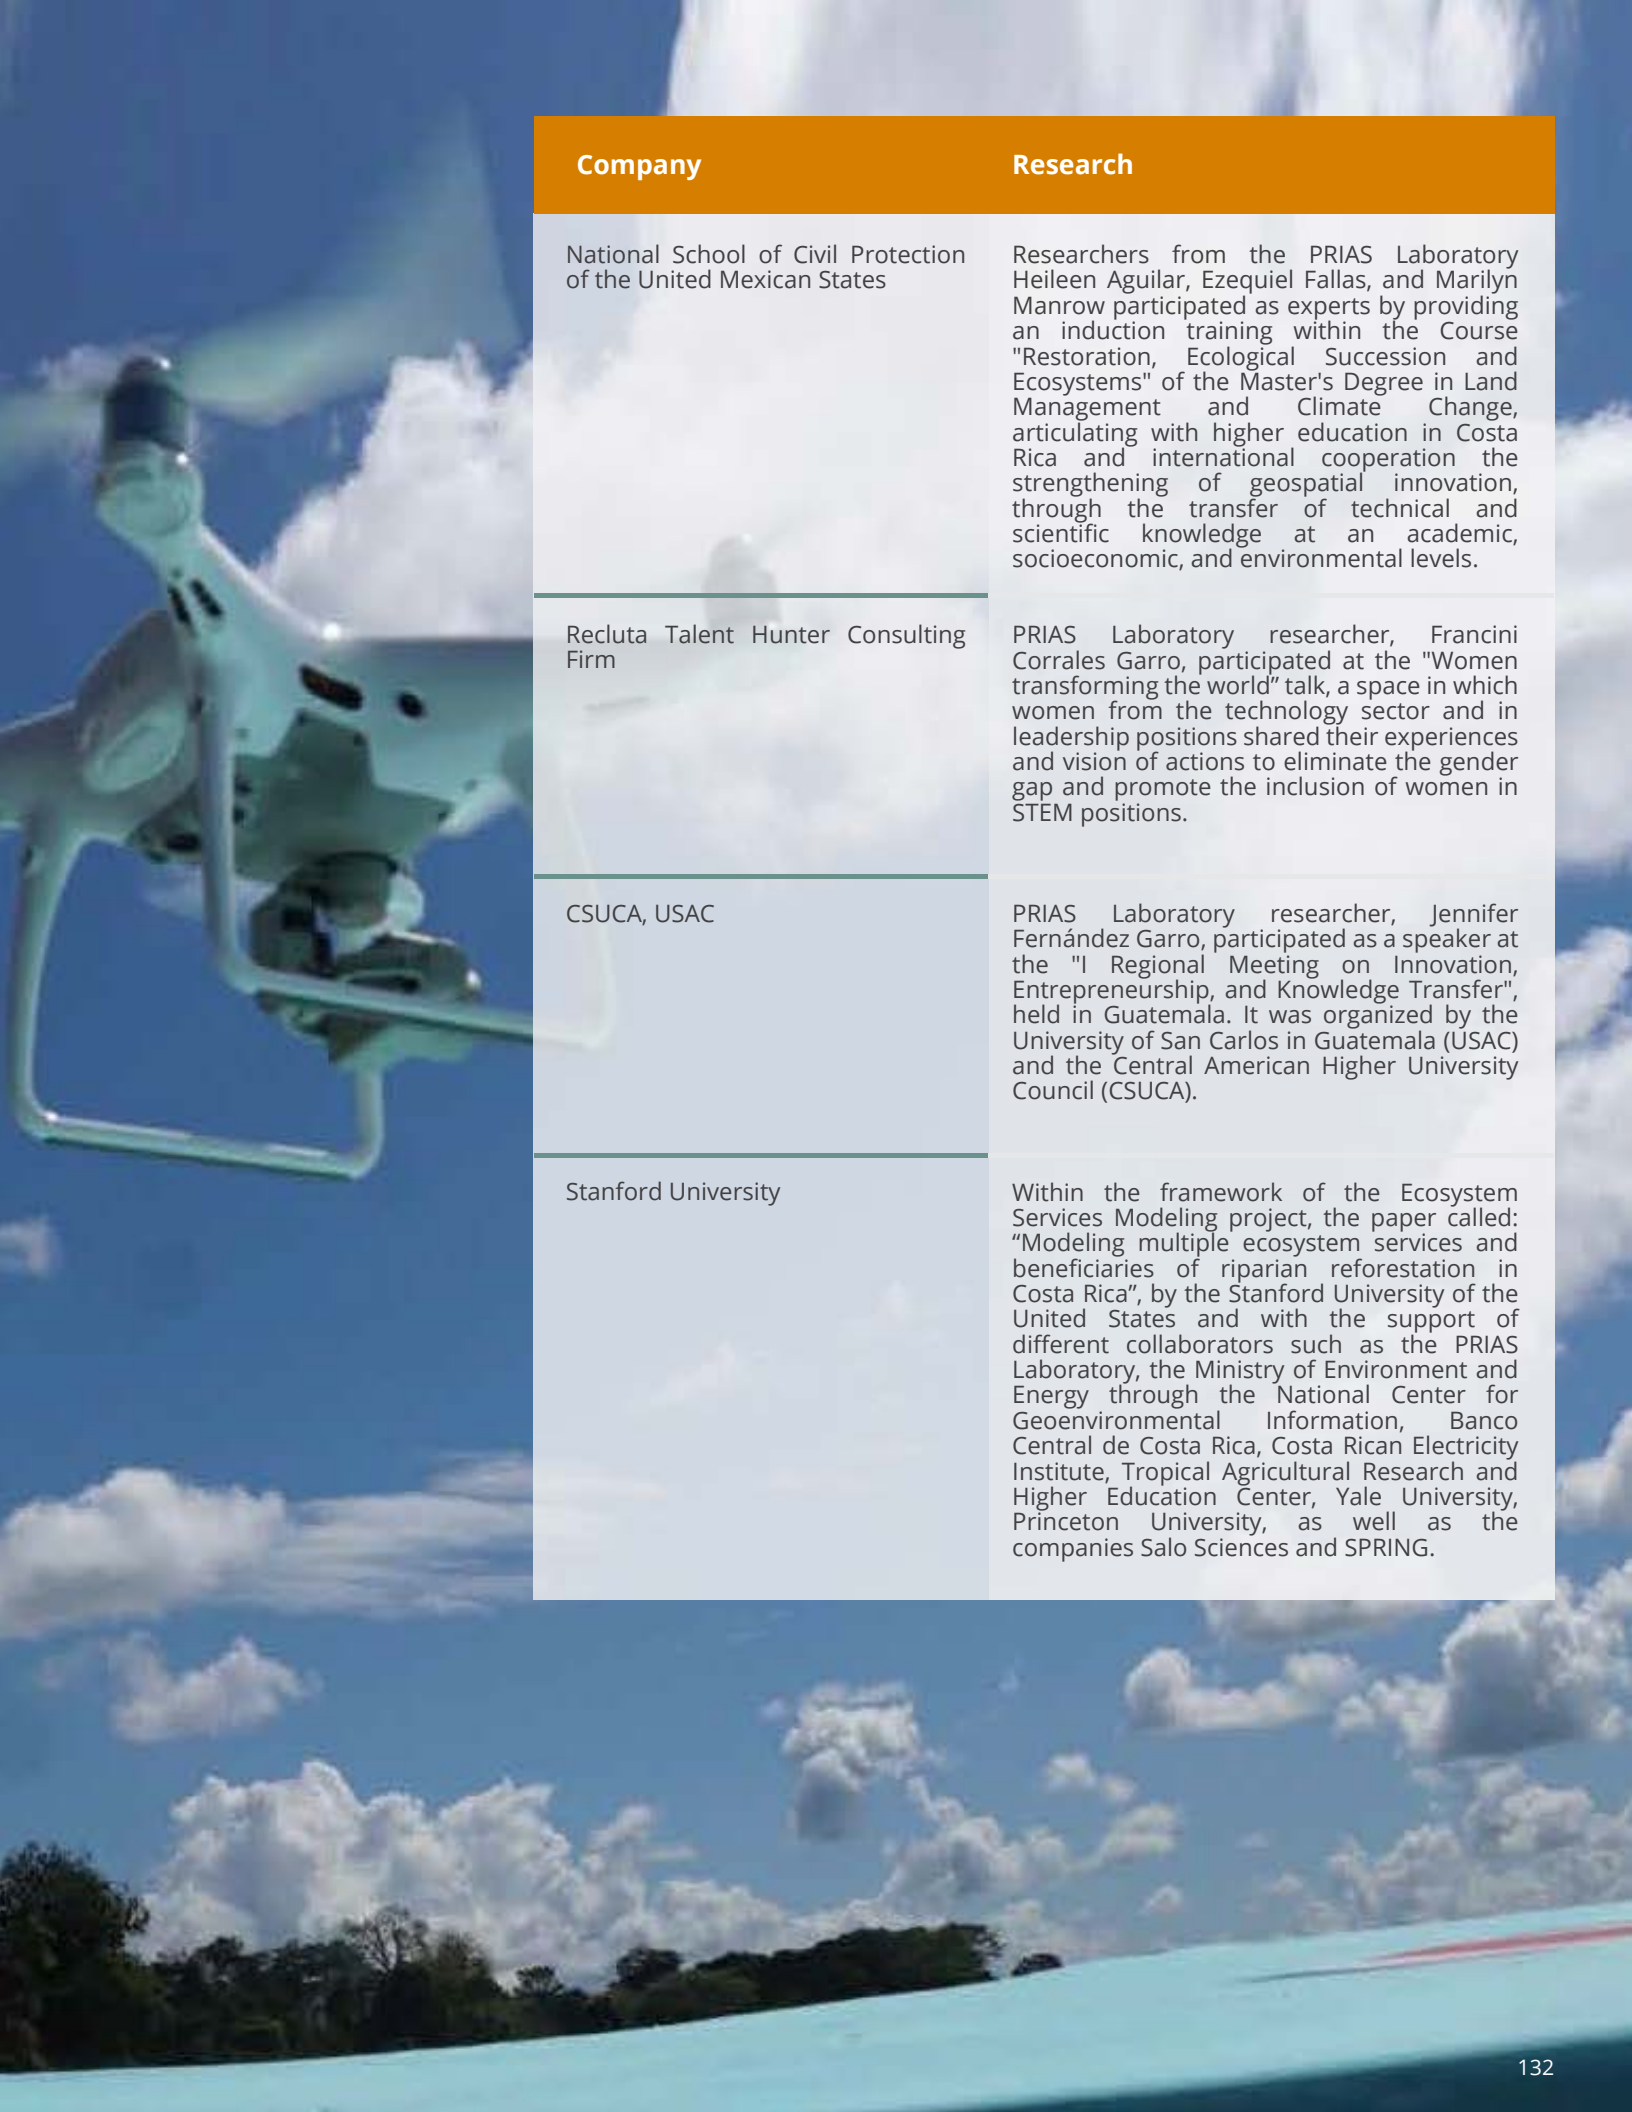 Company
Research
National School of Civil Protection
of the United Mexican States
Researchers from the PRIAS Laboratory
Heileen Aguilar, Ezequiel Fallas, and Marilyn
Manrow participated as experts by providing
an induction training within the Course
"Restoration, Ecological Succession and
Ecosystems" of the Master's Degree in Land
Management and Climate Change,
articulating with higher education in Costa
Rica and international cooperation the
strengthening of geospatial innovation,
through the transfer of technical and
scientific knowledge at an academic,
socioeconomic, and environmental levels.
Recluta Talent Hunter Consulting
Firm
PRIAS Laboratory researcher, Francini
Corrales Garro, participated at the "Women
transforming the world” talk, a space in which
women from the technology sector and in
leadership positions shared their experiences
and vision of actions to eliminate the gender
gap and promote the inclusion of women in
STEM positions.
CSUCA, USAC
PRIAS Laboratory researcher, Jennifer
Fernández Garro, participated as a speaker at
the "I Regional Meeting on Innovation,
Entrepreneurship, and Knowledge Transfer",
held in Guatemala. It was organized by the
University of San Carlos in Guatemala (USAC)
and the Central American Higher University
Council (CSUCA).
Stanford University
Within the framework of the Ecosystem
Services Modeling project, the paper called:
“Modeling multiple ecosystem services and
beneficiaries of riparian reforestation in
Costa Rica”, by the Stanford University of the
United States and with the support of
different collaborators such as the PRIAS
Laboratory, the Ministry of Environment and
Energy through the National Center for
Geoenvironmental Information, Banco
Central de Costa Rica, Costa Rican Electricity
Institute, Tropical Agricultural Research and
Higher Education Center, Yale University,
Princeton University, as well as the
companies Salo Sciences and SPRING.
132